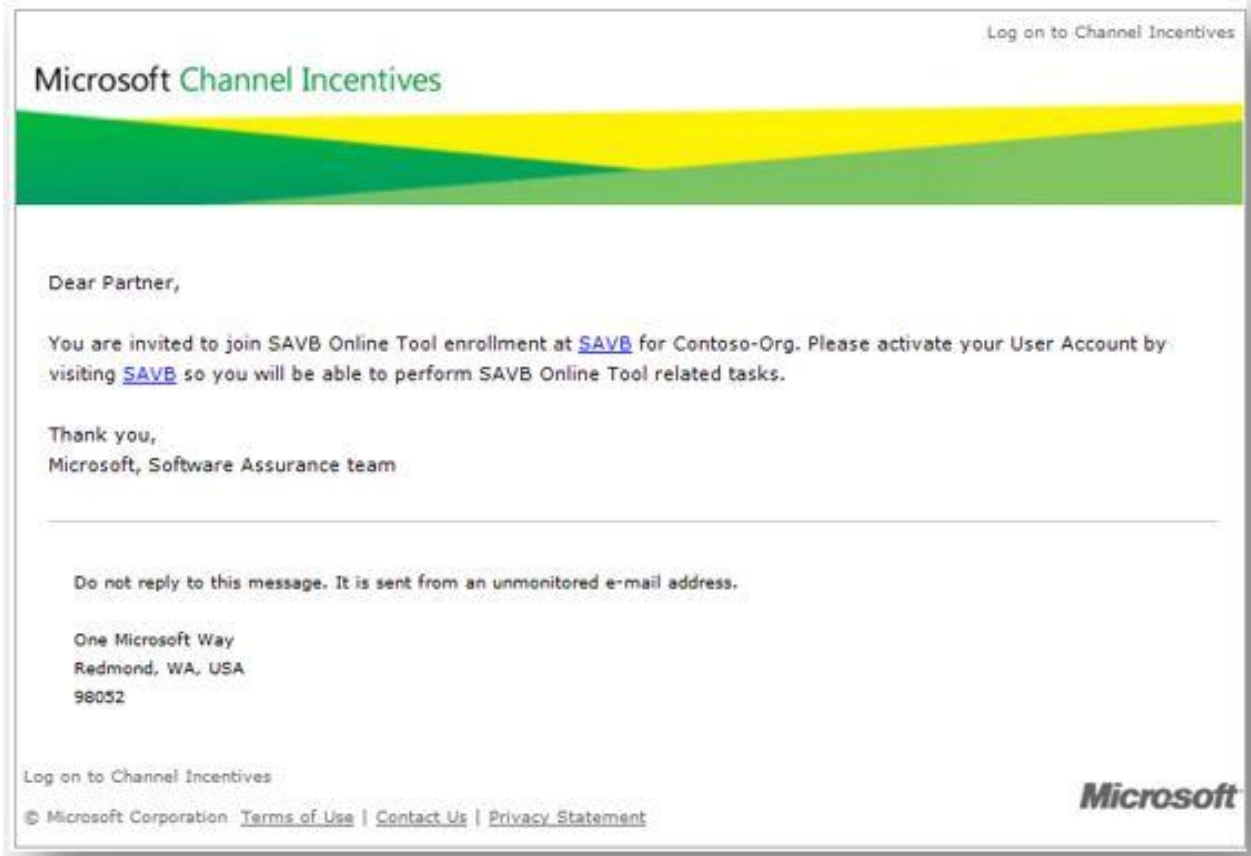 Log on to Channel Incentives
Microsoft Channel Incentives
Dear Partner,
You are invited to join SAVB Online Tool enrollment at SAVB for Contoso-Org. Please activate your User Account by
visiting SAVB so you will be able to perform SAVB Online Tool related tasks.
Thank you,
Microsoft, Software Assurance team
Do not reply to this message. It is sent from an unmonitored e-mail address.
One Microsoft Way
Redmond, WA, USA
98052
Log on to Channel Incentives
Microsoft
© Microsoft Corporation Terms of Use | Contact Us | Privacy Statement